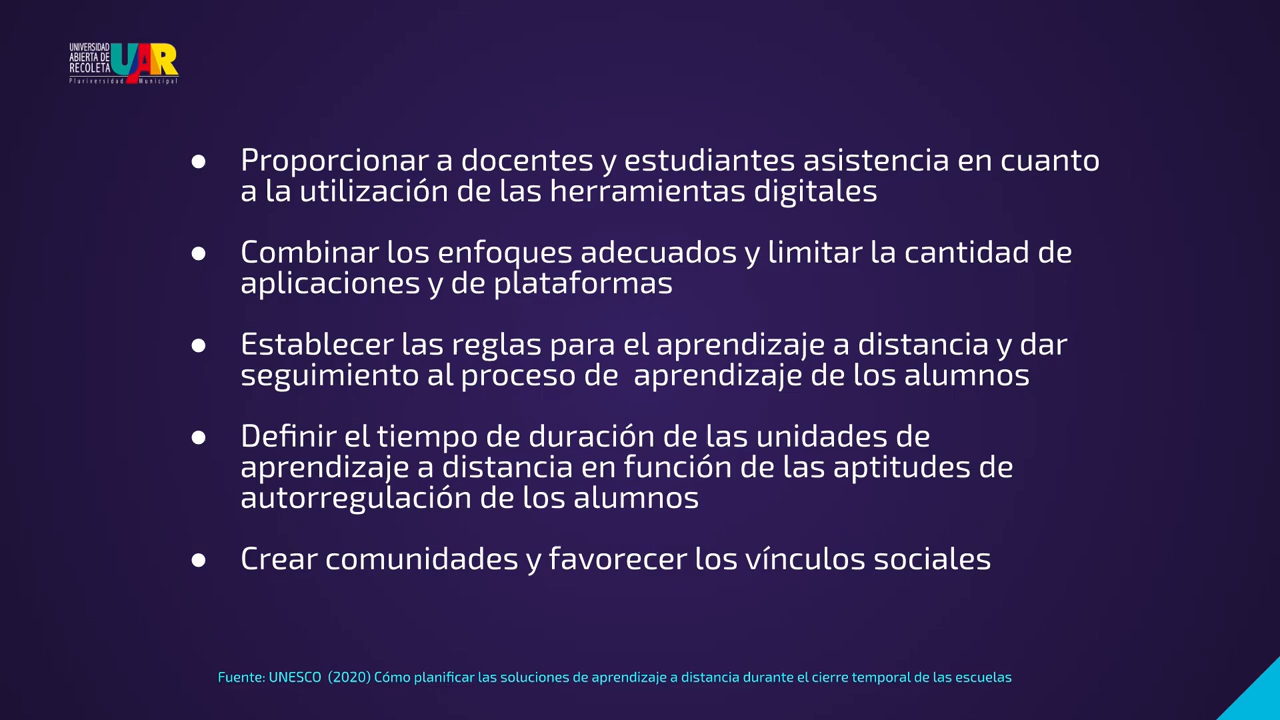 UNIVERSIDAD
ABIERTA DE
RECOLETA
UAR
Pluriversidad Municipal
● Proporcionar a docentes y estudiantes asistencia en cuanto
a la utilización de las herramientas digitales
● Combinar los enfoques adecuados y limitar la cantidad de
aplicaciones y de plataformas
● Establecer las reglas para el aprendizaje a distancia y dar
seguimiento al proceso de  aprendizaje de los alumnos
● Definir el tiempo de duración de las unidades de
aprendizaje a distancia en función de las aptitudes de
autorregulación de los alumnos
● Crear comunidades y favorecer los vínculos sociales
Fuente: UNESCO  (2020) Cómo planificar las soluciones de aprendizaje a distancia durante el cierre temporal de las escuelas